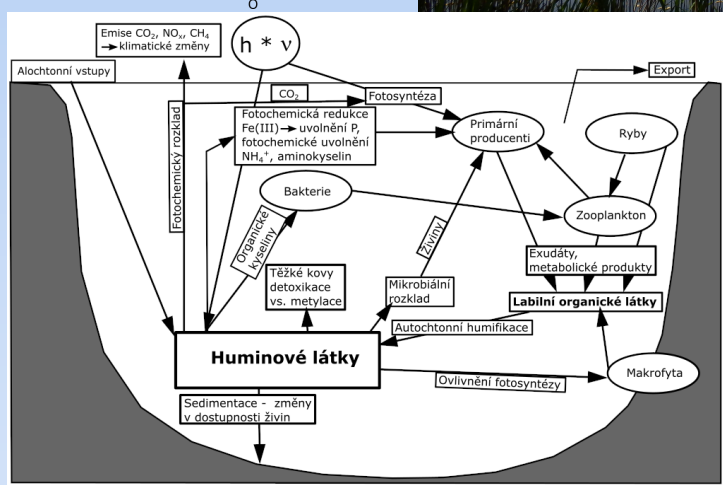 O
Emise CO₂, NOₓ, CH₄
→klimatické změny
h * ν
Alochtonní vstupy
Export
CO₂
Fotosyntéza
Fotochemický rozklad
Fotochemická redukce
Fe(III)→ uvolnění P,
fotochemické uvolnění
NH₄⁺, aminokyselin
Primární
producenti
Ryby
Bakterie
Zooplankton
Organické
kyseliny
Živiny
Exudáty,
metabolické produkty
Těžké kovy
detoxikace
vs. metylace
Mikrobiální
rozklad
Labilní organické látky
Autochtonní humifikace
Huminové látky
Ovlivnění fotosyntézy
Makrofyta
Sedimentace - změny
v dostupnosti živin